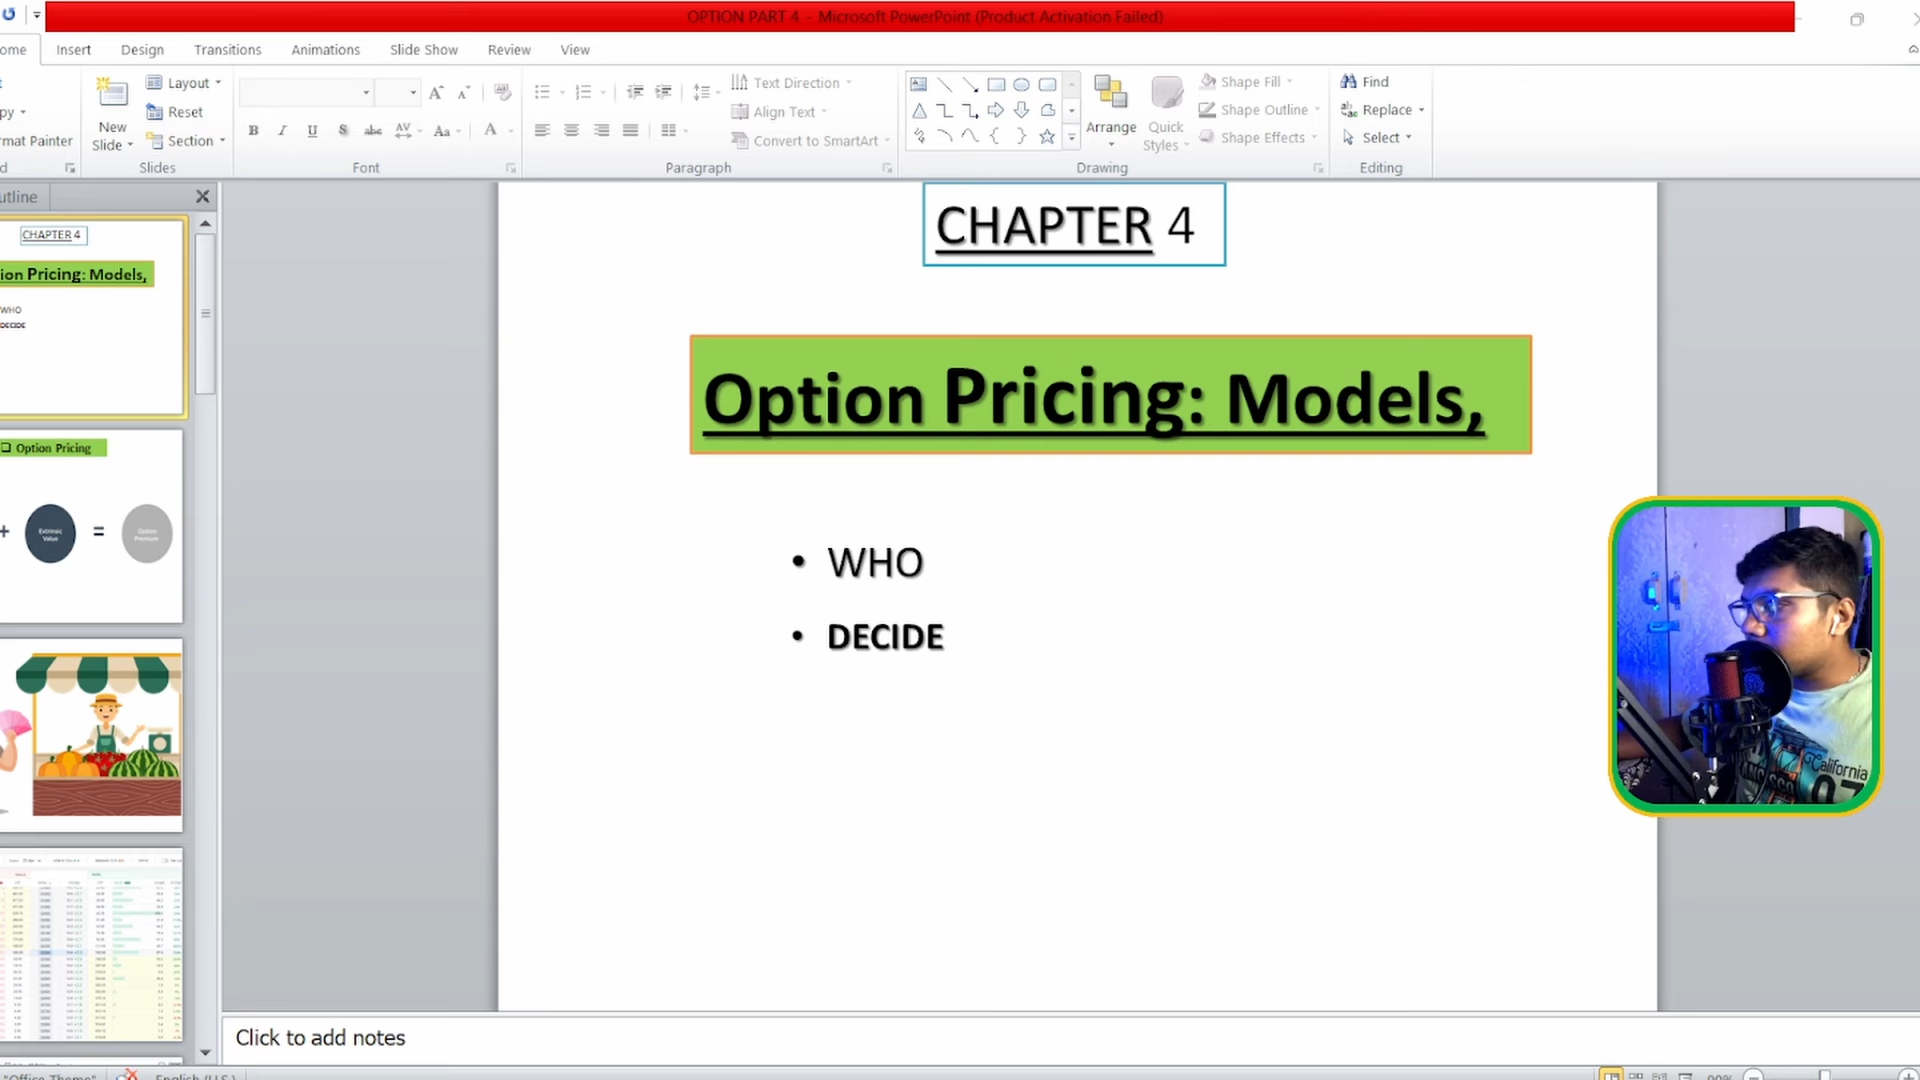 OPTION PART 4 - Microsoft PowerPoint (Product Activation Failed)
ome Insert Design Transitions Animations Slide Show Review View
Layout
Reset
New Slide
Section
py
rmat Painter
Text Direction
Align Text
Convert to SmartArt
Arrange
Quick Styles
Shape Fill
Shape Outline
Shape Effects
Find
Replace
Select
Slides Font Paragraph Drawing Editing
utline
CHAPTER 4
ion Pricing: Models,
WHO
DECIDE
Option Pricing
+ Extrinsic Value = Option Premium
CHAPTER 4
Option Pricing: Models,
• WHO
• DECIDE
California
Click to add notes
"Office Theme" English (U.S.)